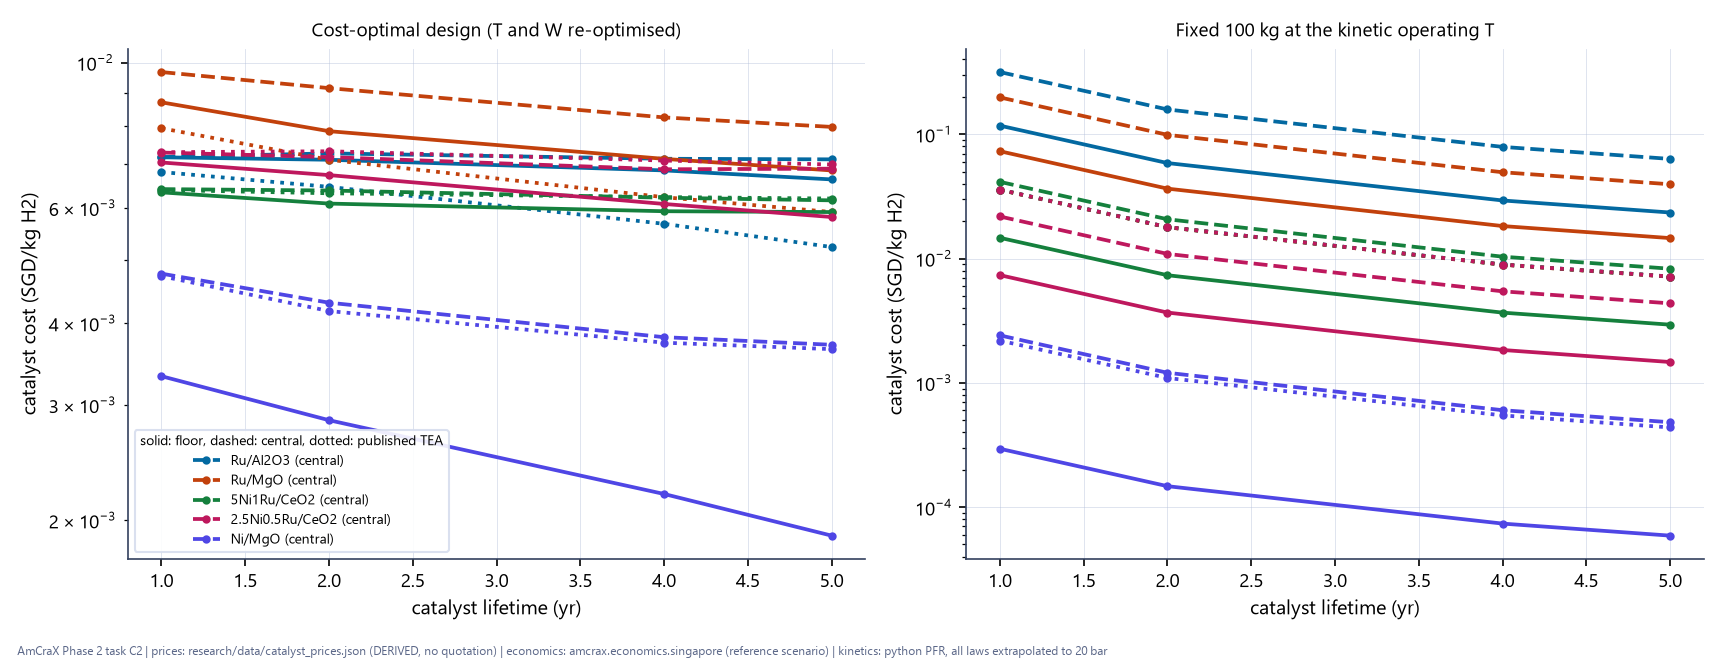 Cost-optimal design (T and W re-optimised)
catalyst cost (SGD/kg H2)
10⁻²
6 × 10⁻³
4 × 10⁻³
3 × 10⁻³
2 × 10⁻³
solid: floor, dashed: central, dotted: published TEA
Ru/Al2O3 (central)
Ru/MgO (central)
5Ni1Ru/CeO2 (central)
2.5Ni0.5Ru/CeO2 (central)
Ni/MgO (central)
1.0 1.5 2.0 2.5 3.0 3.5 4.0 4.5 5.0
catalyst lifetime (yr)
Fixed 100 kg at the kinetic operating T
catalyst cost (SGD/kg H2)
10⁻¹
10⁻²
10⁻³
10⁻⁴
1.0 1.5 2.0 2.5 3.0 3.5 4.0 4.5 5.0
catalyst lifetime (yr)
AmCraX Phase 2 task C2 | prices: research/data/catalyst_prices.json (DERIVED, no quotation) | economics: amcrax.economics.singapore (reference scenario) | kinetics: python PFR, all laws extrapolated to 20 bar